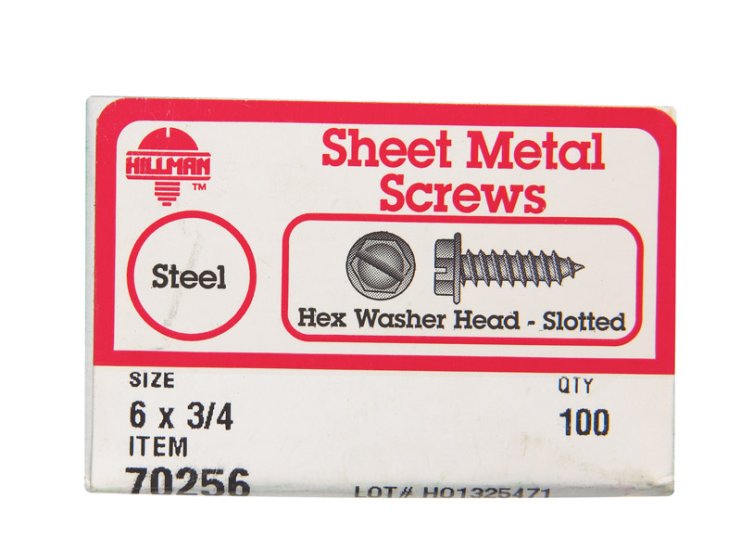 HILLMAN
TM
Sheet Metal
Screws
Steel
Hex Washer Head - Slotted
SIZE
6 x 3/4
QTY
100
ITEM
70256
LOT# H01325471